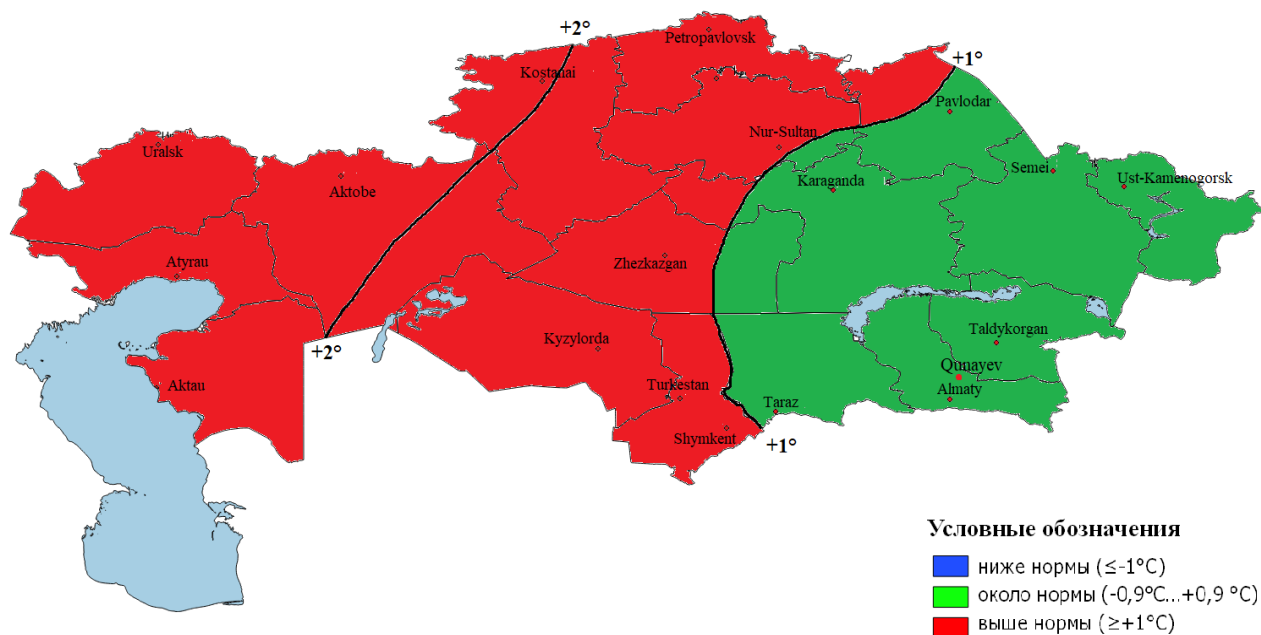 +2°
Petropavlovsk
+1°
Kostanai
Pavlodar
Nur-Sultan
Uralsk
Semei
Ust-Kamenogorsk
Aktobe
Karaganda
Atyrau
Zhezkazgan
Taldykorgan
Kyzylorda
+2°
Qunayev
Aktau
Turkestan
Almaty
Taraz
Shymkent
+1°
Условные обозначения
ниже нормы (≤-1°C)
около нормы (-0,9°C...+0,9 °C)
выше нормы (≥+1°C)